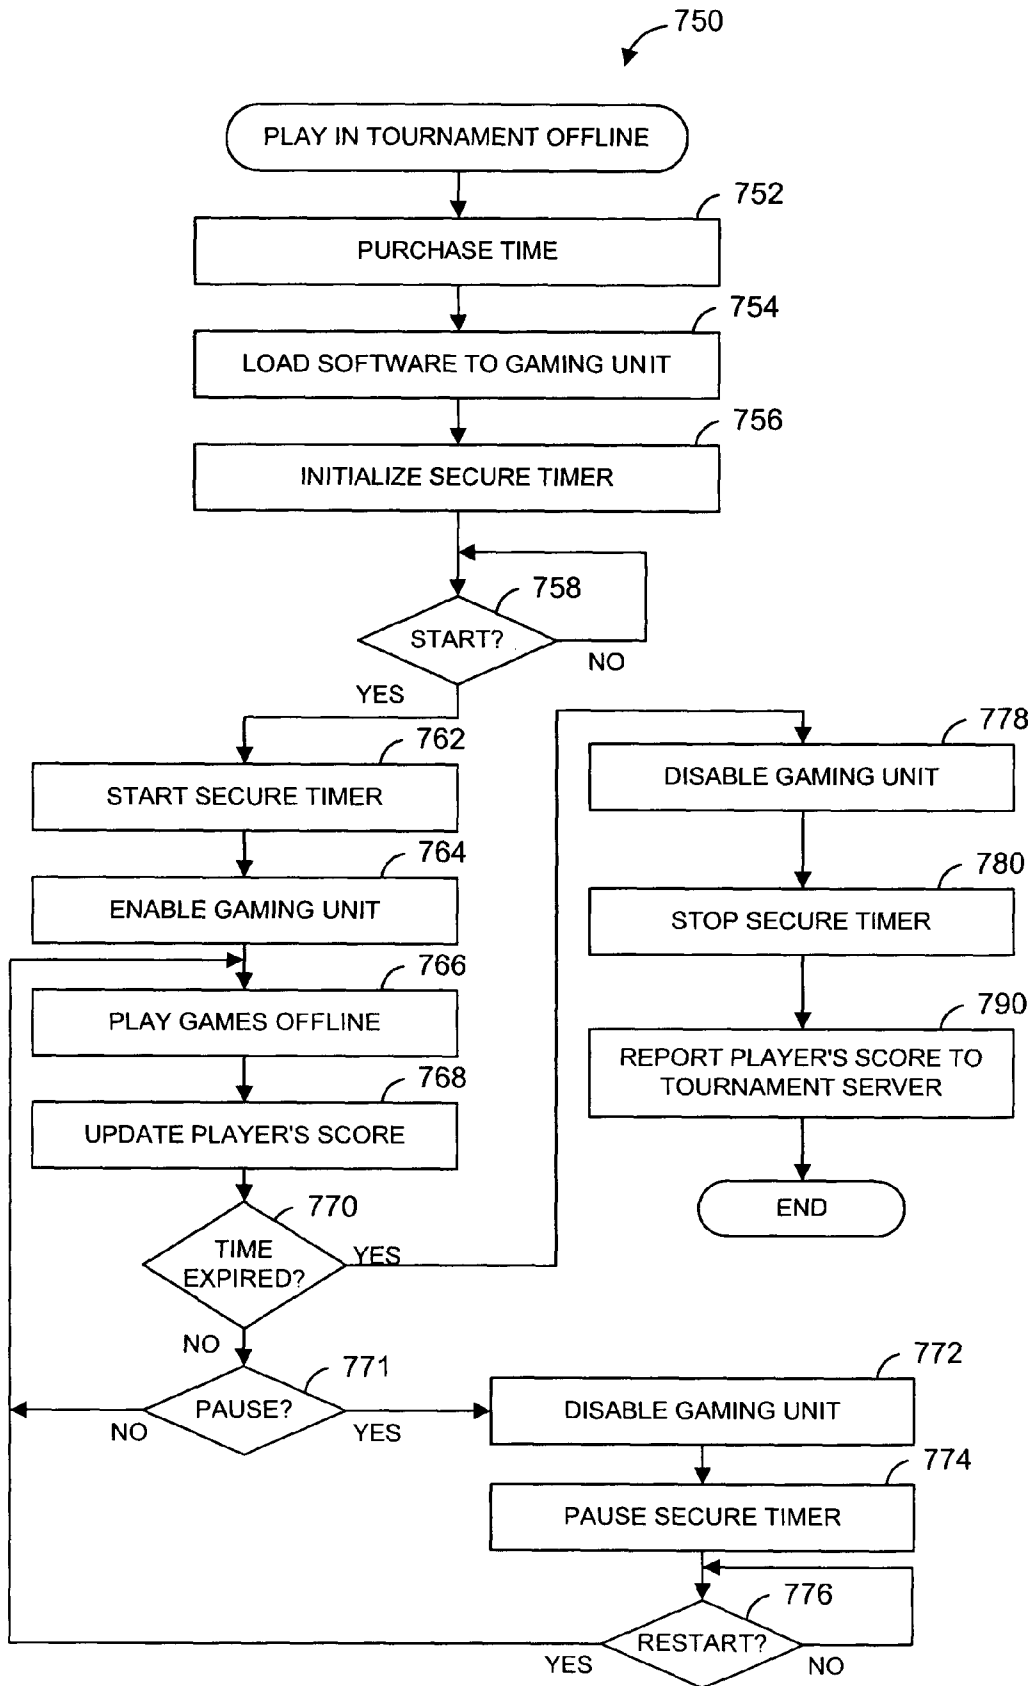 750
PLAY IN TOURNAMENT OFFLINE
752
PURCHASE TIME
754
LOAD SOFTWARE TO GAMING UNIT
756
INITIALIZE SECURE TIMER
758
START?
NO
YES
762
START SECURE TIMER
764
ENABLE GAMING UNIT
766
PLAY GAMES OFFLINE
768
UPDATE PLAYER'S SCORE
770
TIME
EXPIRED?
YES
NO
771
PAUSE?
NO
YES
772
DISABLE GAMING UNIT
774
PAUSE SECURE TIMER
776
RESTART?
YES
NO
778
DISABLE GAMING UNIT
780
STOP SECURE TIMER
790
REPORT PLAYER'S SCORE TO
TOURNAMENT SERVER
END